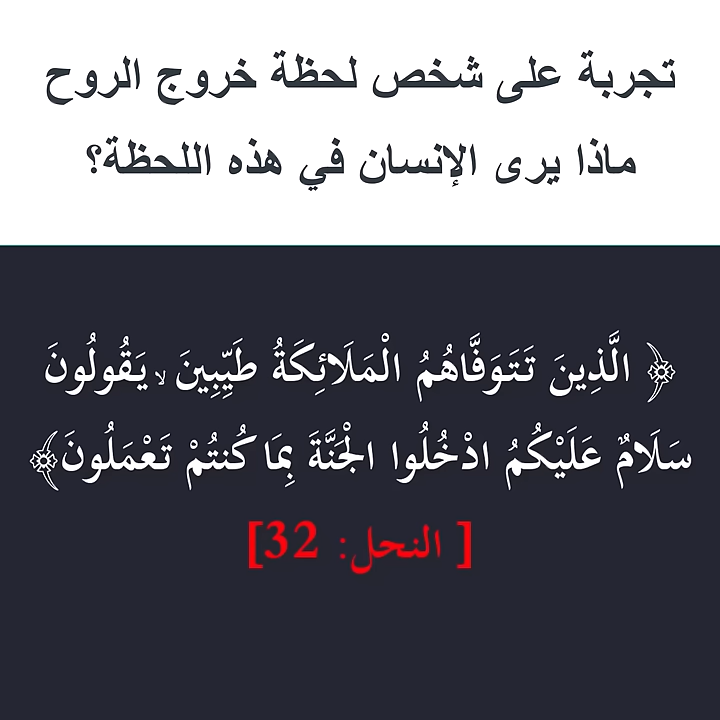 تجربة على شخص لحظة خروج الروح
ماذا يرى الإنسان في هذه اللحظة؟
﴿ الَّذِينَ تَتَوَفَّاهُمُ الْمَلَائِكَةُ طَيِّبِينَ ۙ يَقُولُونَ
سَلَامٌ عَلَيْكُمُ ادْخُلُوا الْجَنَّةَ بِمَا كُنتُمْ تَعْمَلُونَ﴾
[ النحل: 32]